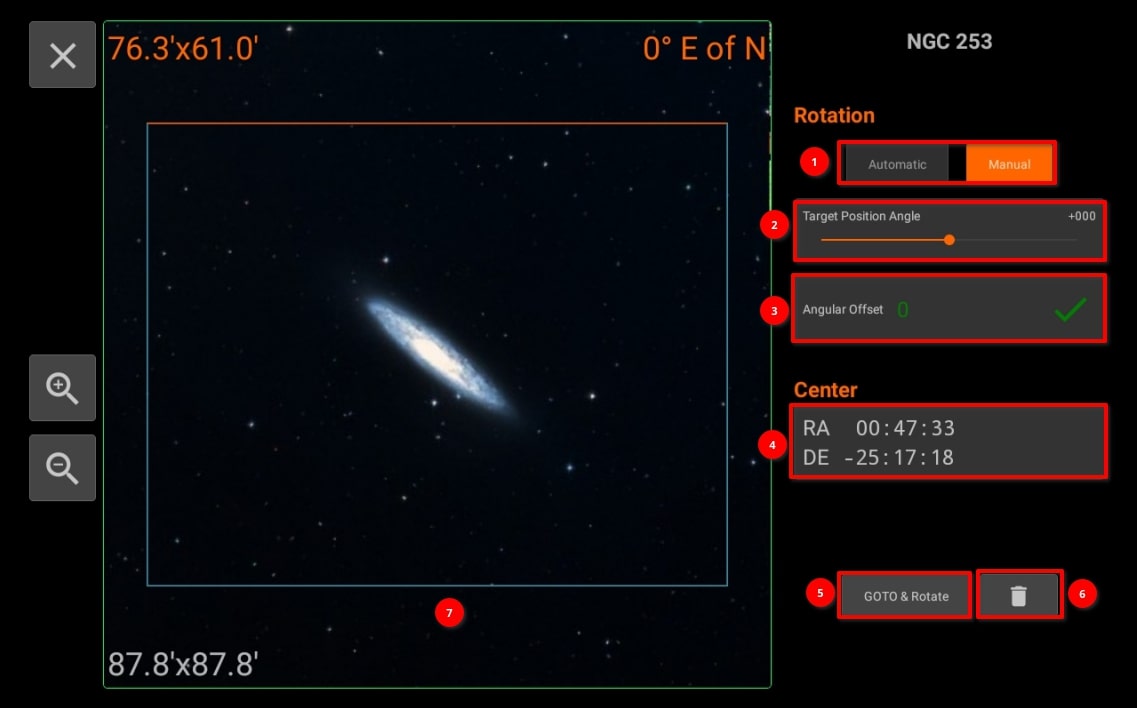 76.3'x61.0'
0° E of N
NGC 253
Rotation
1
Automatic
Manual
2
Target Position Angle
+000
3
Angular Offset 0
Center
4
RA 00:47:33
DE -25:17:18
5
GOTO & Rotate
6
7
87.8'x87.8'